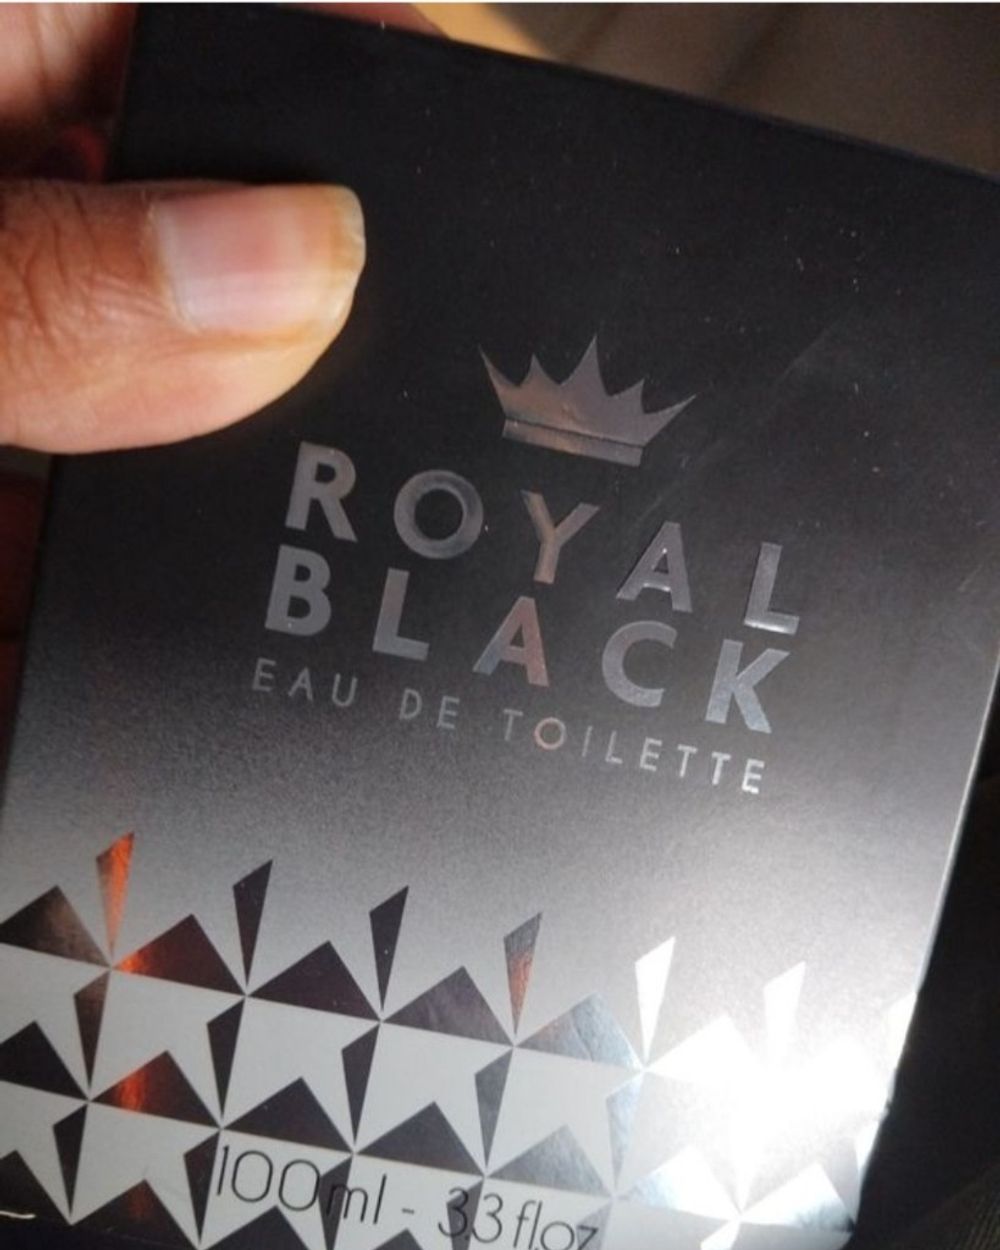 ROYAL
BLACK
EAU DE TOILETTE
100ml - 3.3 fl.oz